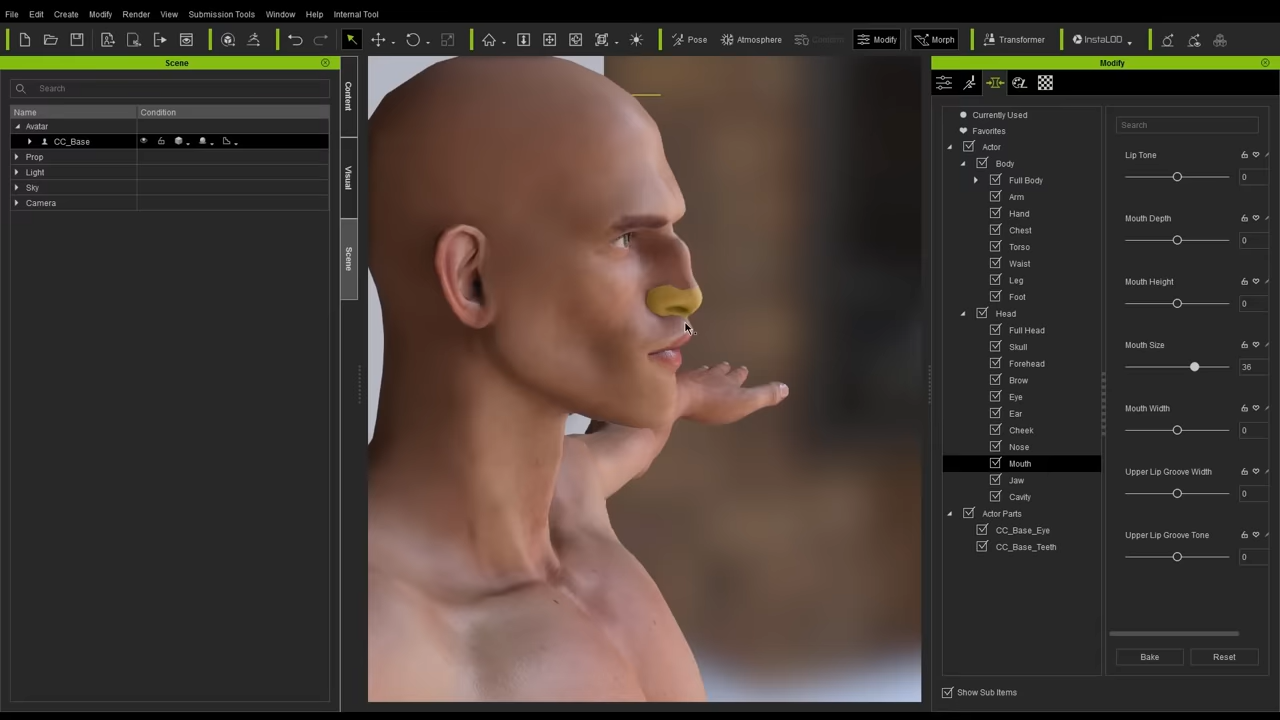 File Edit Create Modify Render View Submission Tools Window Help Internal Tool
Pose Atmosphere Modify Morph Transformer InstaLOD
Scene
Search
Name Condition
Avatar
CC_Base
Prop
Light
Sky
Camera
Content
Visual
Scene
Modify
Currently Used
Favorites
Actor
Body
Full Body
Arm
Hand
Chest
Torso
Waist
Leg
Foot
Head
Full Head
Skull
Forehead
Brow
Eye
Ear
Cheek
Nose
Mouth
Jaw
Cavity
Actor Parts
CC_Base_Eye
CC_Base_Teeth
Show Sub Items
Search
Lip Tone
0
Mouth Depth
0
Mouth Height
0
Mouth Size
36
Mouth Width
0
Upper Lip Groove Width
0
Upper Lip Groove Tone
0
Bake Reset